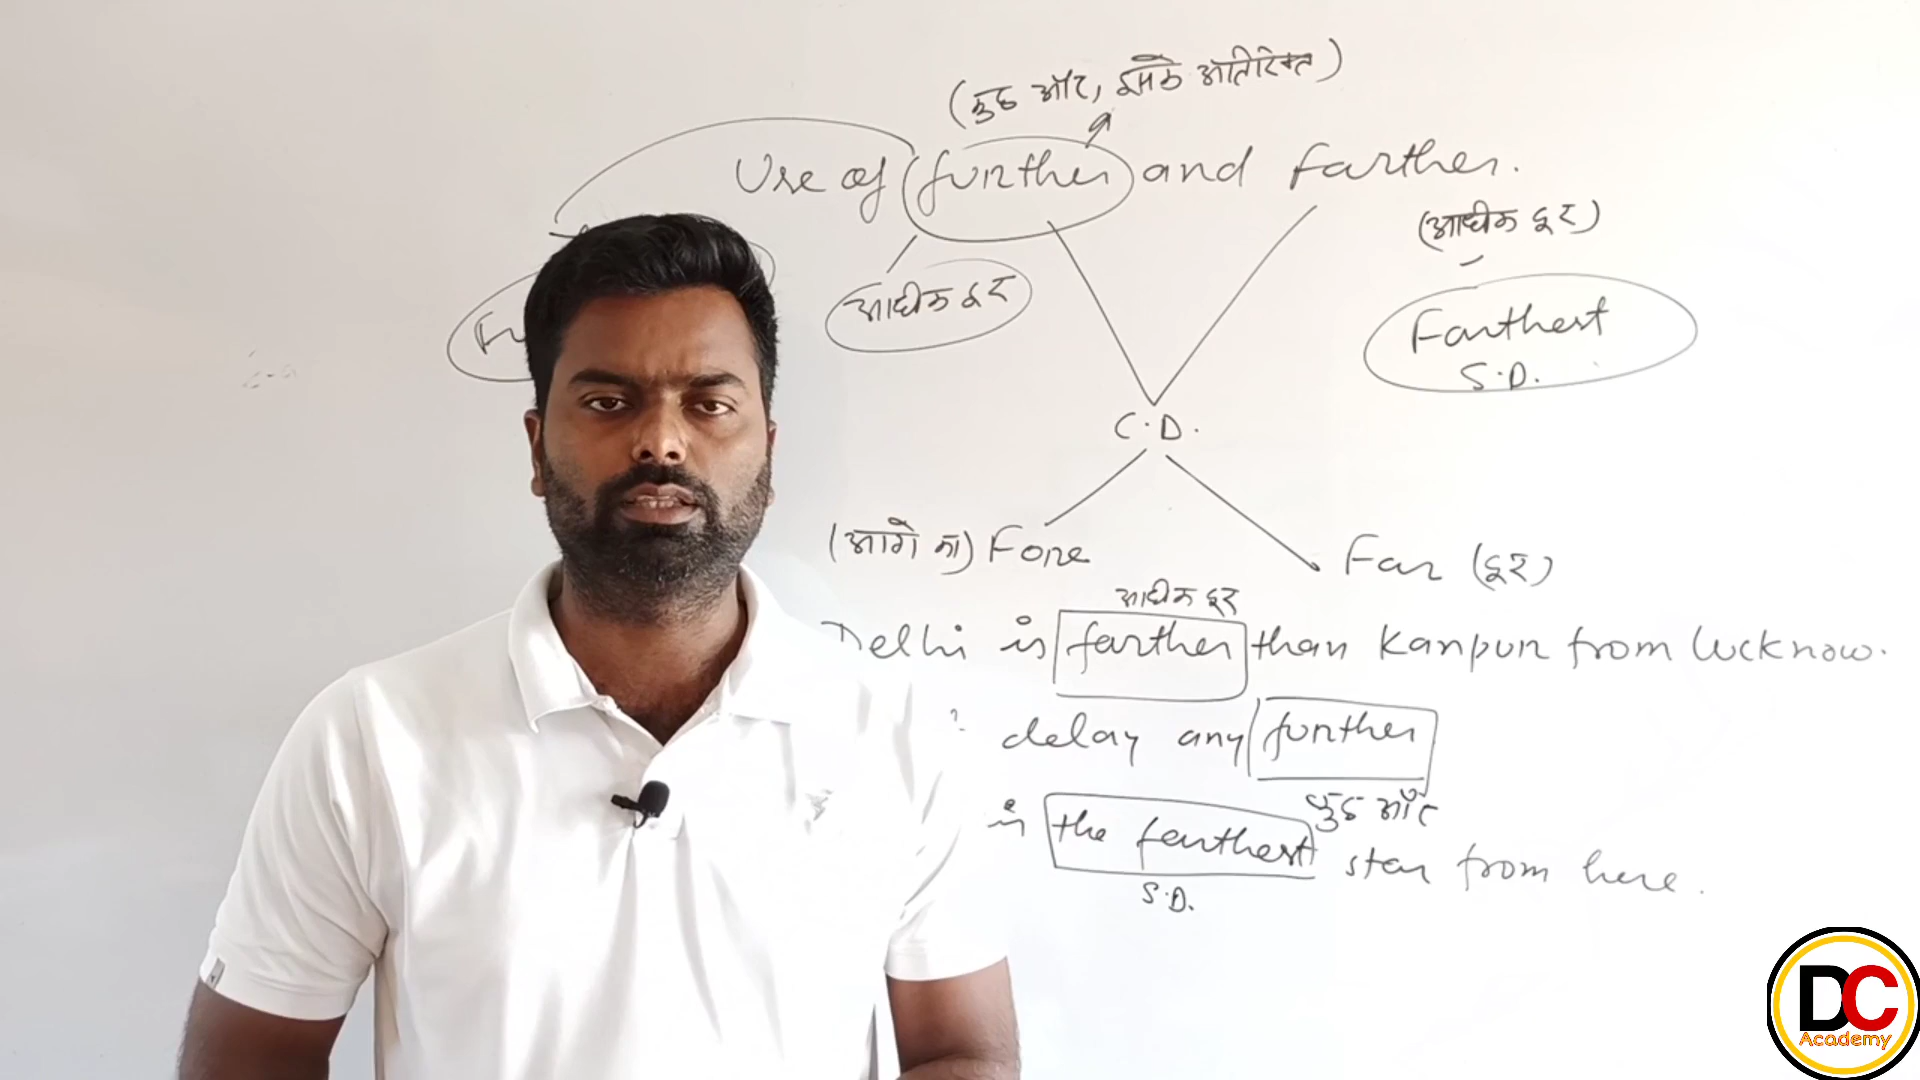 (कुछ और, इसके अतिरिक्त)
Use of further and farther.
(अधिक दूर)
अधिक दूर
Farthest
S.D.
C.D.
(आगे का) Fore
Far (दूर)
अधिक दूर
Delhi is farther than Kanpur from Lucknow.
delay any further
कुछ और
is the farthest star from here.
S.D.
DC
Academy